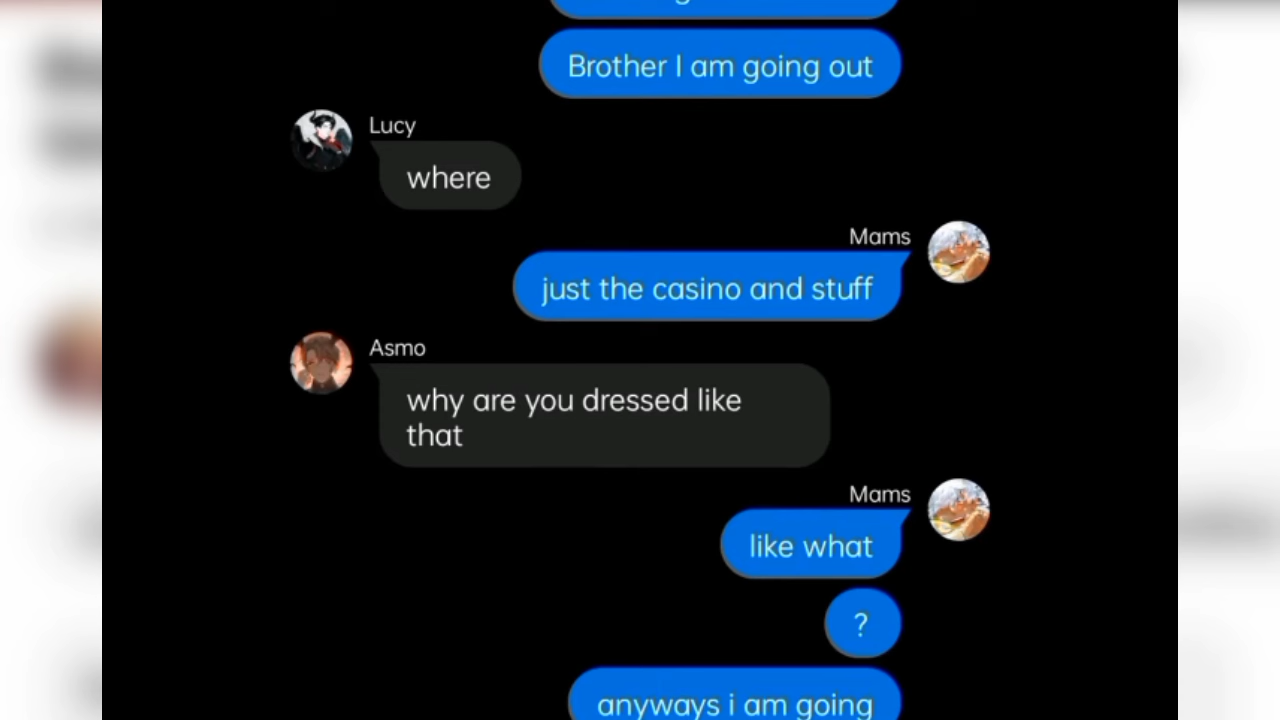 Brother I am going out
Lucy
where
Mams
just the casino and stuff
Asmo
why are you dressed like
that
Mams
like what
?
anyways i am going